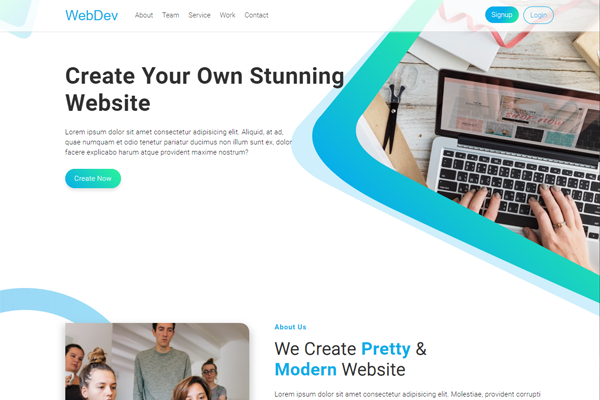 WebDev
About Team Service Work Contact
Signup Login
Create Your Own Stunning
Website
Lorem ipsum dolor sit amet consectetur adipisicing elit. Aliquid, at ad,
quae numquam et odio tenetur pariatur ducimus non illum sunt ex, dolor
facere explicabo harum atque provident maxime nostrum?
Create Now
About Us
We Create Pretty &
Modern Website
Lorem ipsum dolor sit amet consectetur adipisicing elit. Molestiae, provident corrupti